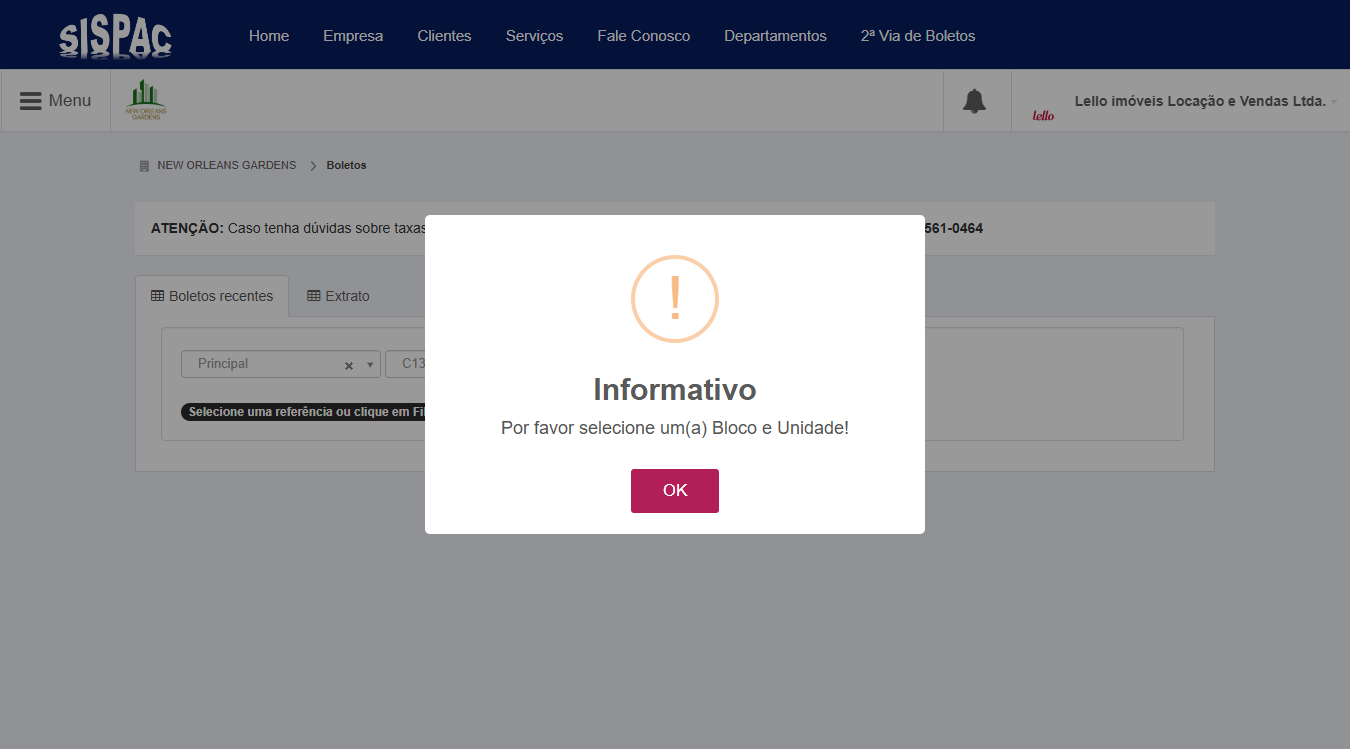 SISPAC
Home Empresa Clientes Serviços Fale Conosco Departamentos 2ª Via de Boletos
Menu
NEW ORLEANS
GARDENS
lello
Lello imóveis Locação e Vendas Ltda.
NEW ORLEANS GARDENS > Boletos
ATENÇÃO: Caso tenha dúvidas sobre taxas 561-0464
Boletos recentes Extrato
Principal × C13
Selecione uma referência ou clique em Fi
!
Informativo
Por favor selecione um(a) Bloco e Unidade!
OK